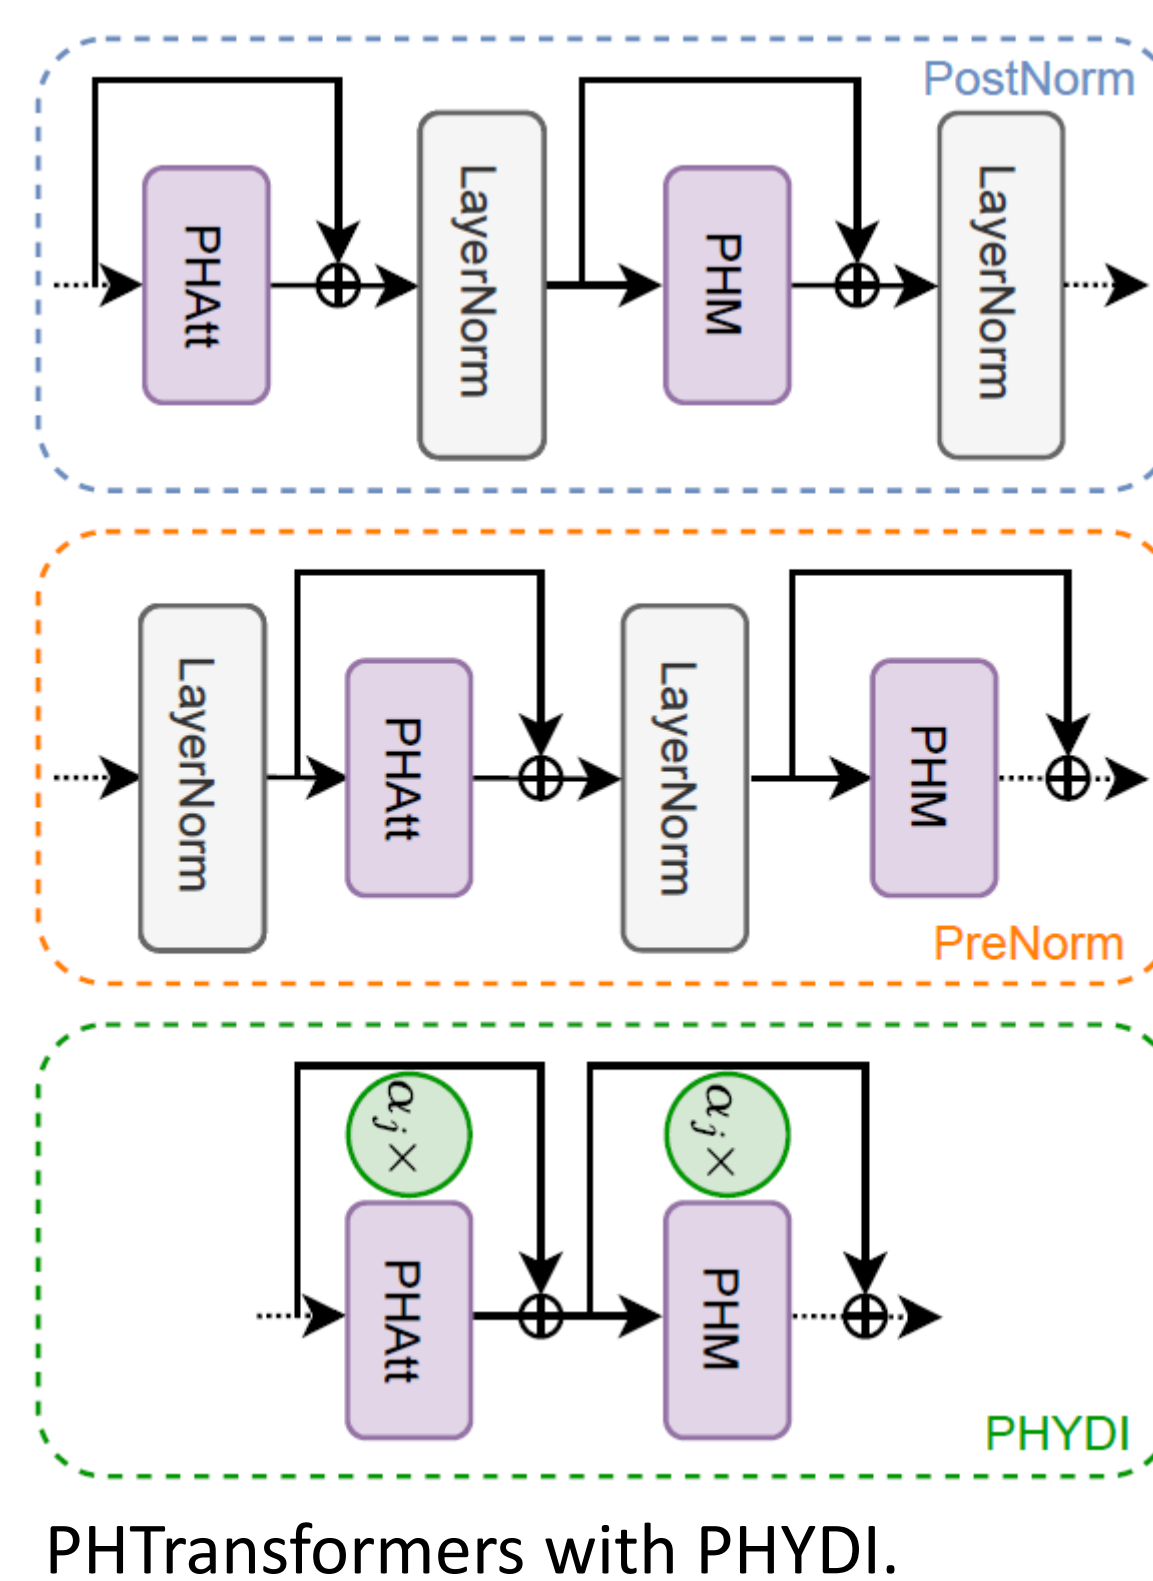 PostNorm
PHAtt
LayerNorm
PHM
LayerNorm
LayerNorm
PHAtt
LayerNorm
PHM
PreNorm
αⱼ ×
αⱼ ×
PHAtt
PHM
PHYDI
PHTransformers with PHYDI.